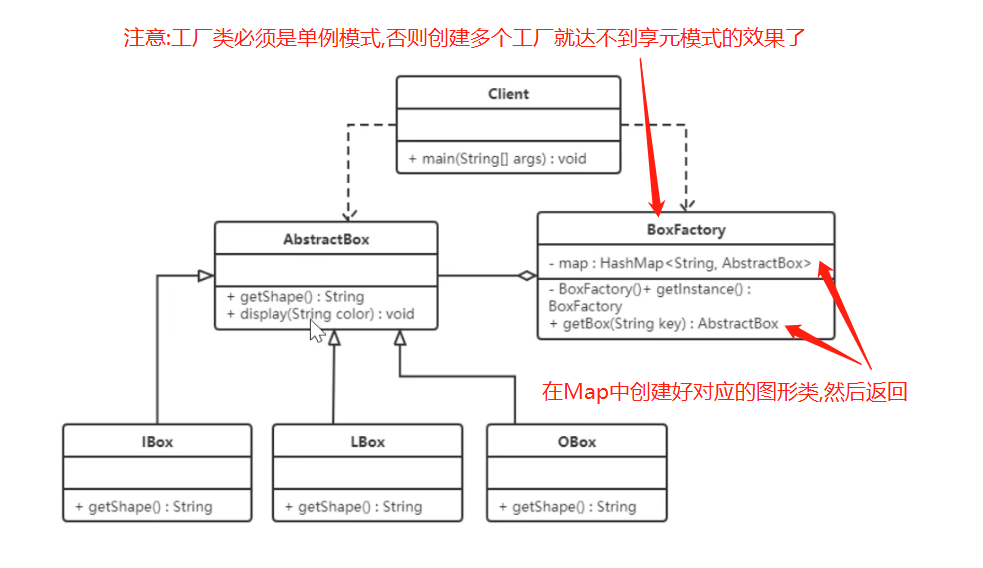 注意:工厂类必须是单例模式,否则创建多个工厂就达不到享元模式的效果了
Client
+ main(String[] args) : void
AbstractBox
+ getShape() : String
+ display(String color) : void
BoxFactory
- map : HashMap<String, AbstractBox>
- BoxFactory()+ getInstance() :
BoxFactory
+ getBox(String key) : AbstractBox
在Map中创建好对应的图形类,然后返回
IBox
+ getShape() : String
LBox
+ getShape() : String
OBox
+ getShape() : String